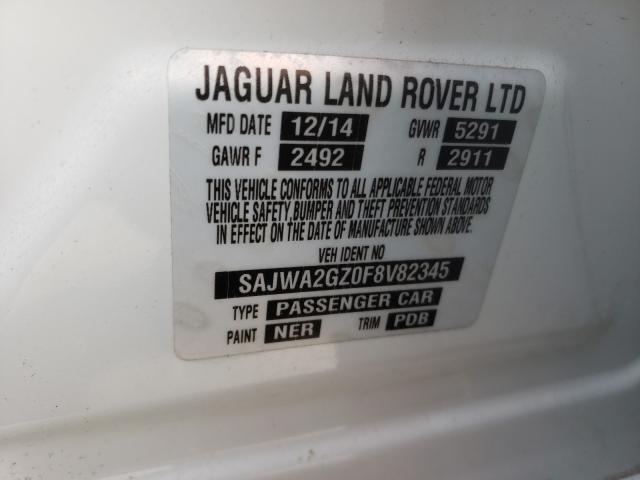 JAGUAR LAND ROVER LTD
MFD DATE 12/14 GVWR 5291
GAWR F 2492 R 2911
THIS VEHICLE CONFORMS TO ALL APPLICABLE FEDERAL MOTOR
VEHICLE SAFETY,BUMPER AND THEFT PREVENTION STANDARDS
IN EFFECT ON THE DATE OF MANUFACTURE SHOWN ABOVE.
VEH IDENT NO
SAJWA2GZ0F8V82345
TYPE PASSENGER CAR
PAINT NER TRIM PDB